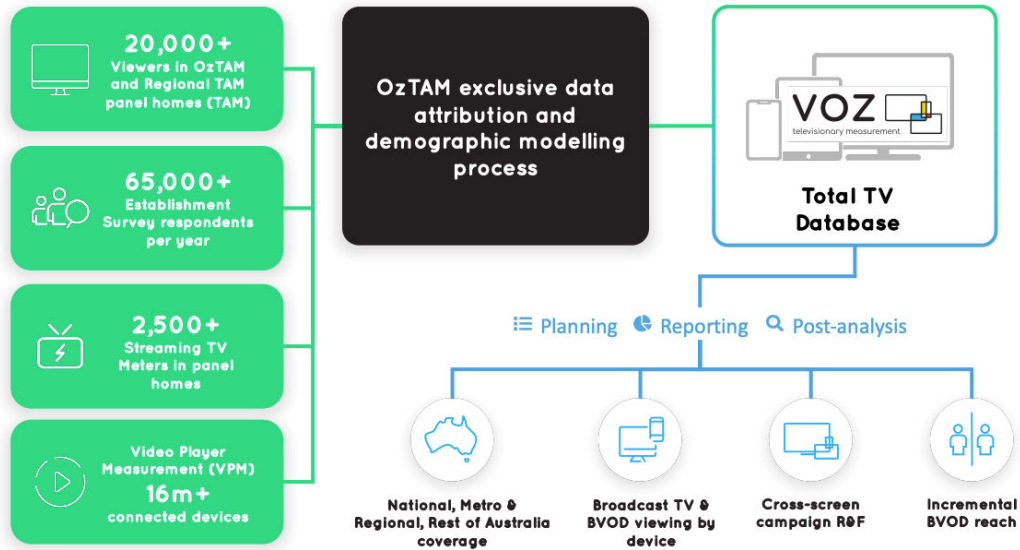 20,000+
Viewers in OzTAM
and Regional TAM
panel homes (TAM)
65,000+
Establishment
Survey respondents
per year
2,500+
Streaming TV
Meters in panel
homes
Video Player
Measurement (VPM)
16m+
connected devices
OzTAM exclusive data
attribution and
demographic modelling
process
VOZ
televisionary measurement
Total TV
Database
Planning
Reporting
Post-analysis
National, Metro &
Regional, Rest of Australia
coverage
Broadcast TV &
BVOD viewing by
device
Cross-screen
campaign R&F
Incremental
BVOD reach